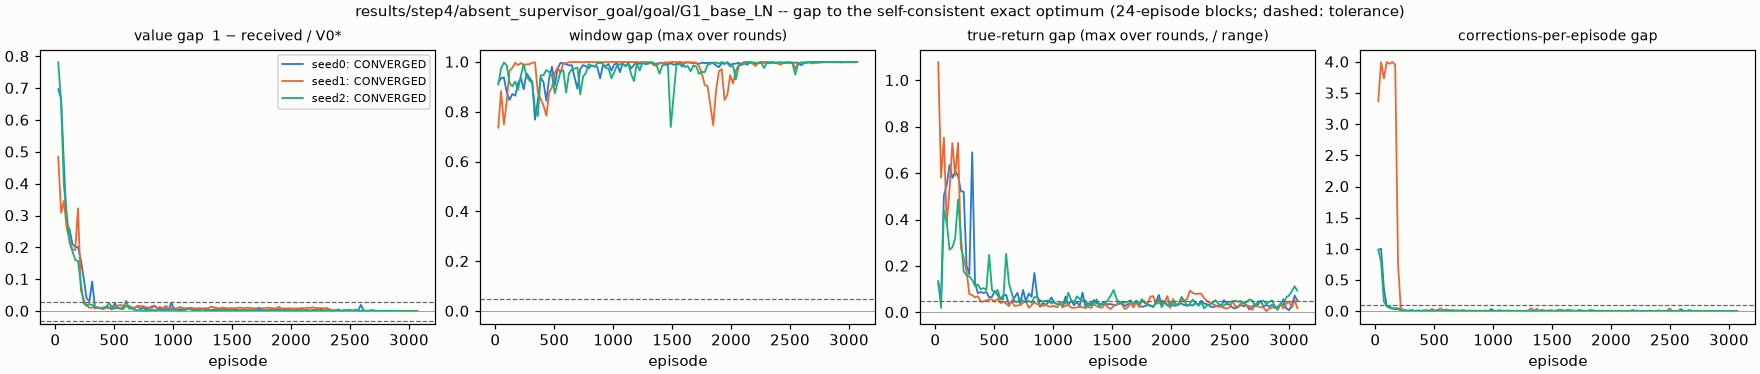 results/step4/absent_supervisor_goal/goal/G1_base_LN -- gap to the self-consistent exact optimum (24-episode blocks; dashed: tolerance)
value gap  1 − received / V0*
0.8
0.7
0.6
0.5
0.4
0.3
0.2
0.1
0.0
seed0: CONVERGED
seed1: CONVERGED
seed2: CONVERGED
0 500 1000 1500 2000 2500 3000
episode
window gap (max over rounds)
1.0
0.8
0.6
0.4
0.2
0.0
0 500 1000 1500 2000 2500 3000
episode
true-return gap (max over rounds, / range)
1.0
0.8
0.6
0.4
0.2
0.0
0 500 1000 1500 2000 2500 3000
episode
corrections-per-episode gap
4.0
3.5
3.0
2.5
2.0
1.5
1.0
0.5
0.0
0 500 1000 1500 2000 2500 3000
episode